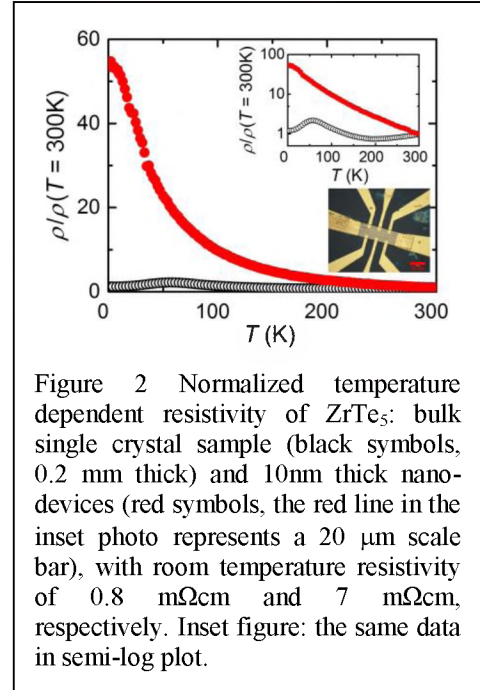 60
40
20
0
ρ/ρ(T = 300K)
100
200
300
T (K)
100
10
1
ρ/ρ(T = 300K)
0
100
200
300
T (K)
Figure 2 Normalized temperature
dependent resistivity of ZrTe₅: bulk
single crystal sample (black symbols,
0.2 mm thick) and 10nm thick nano-
devices (red symbols, the red line in the
inset photo represents a 20 μm scale
bar), with room temperature resistivity
of 0.8 mΩcm and 7 mΩcm,
respectively. Inset figure: the same data
in semi-log plot.